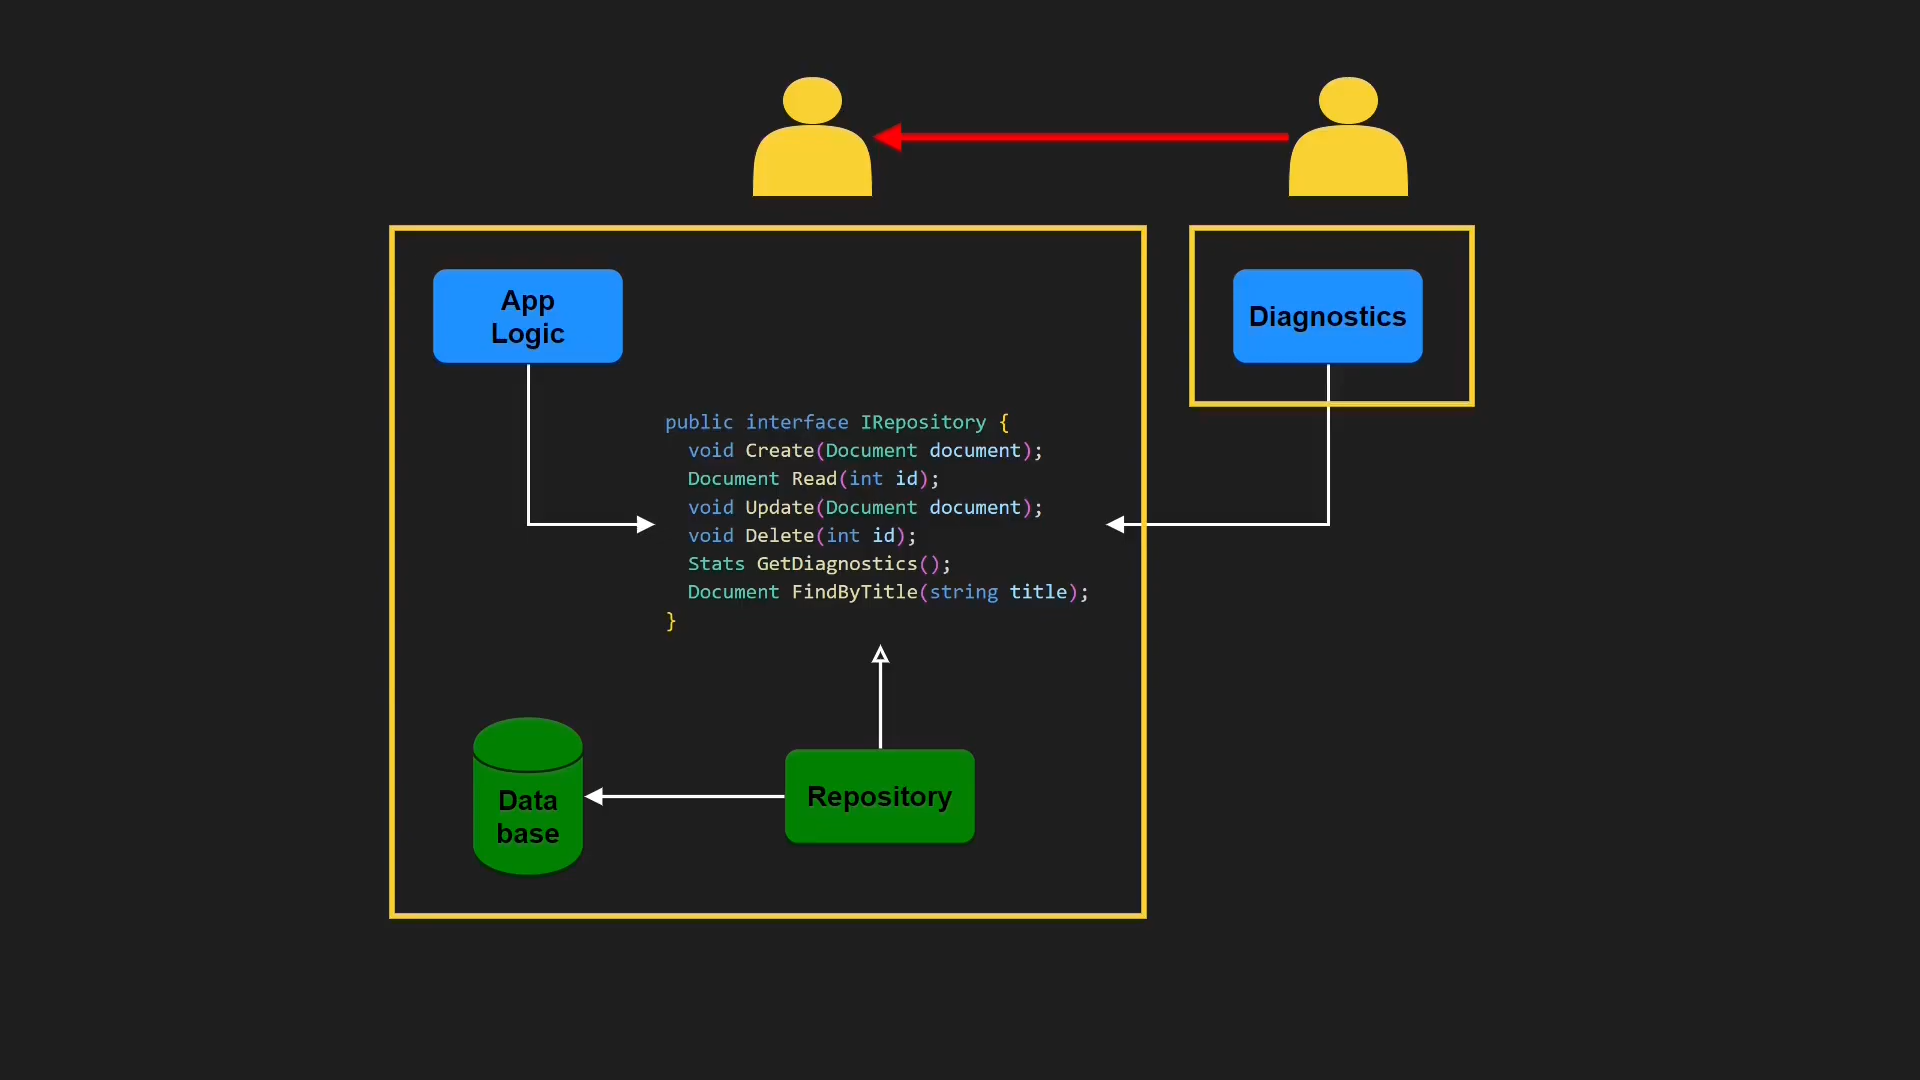 App
Logic
Diagnostics
public interface IRepository {
  void Create(Document document);
  Document Read(int id);
  void Update(Document document);
  void Delete(int id);
  Stats GetDiagnostics();
  Document FindByTitle(string title);
}
Data
base
Repository